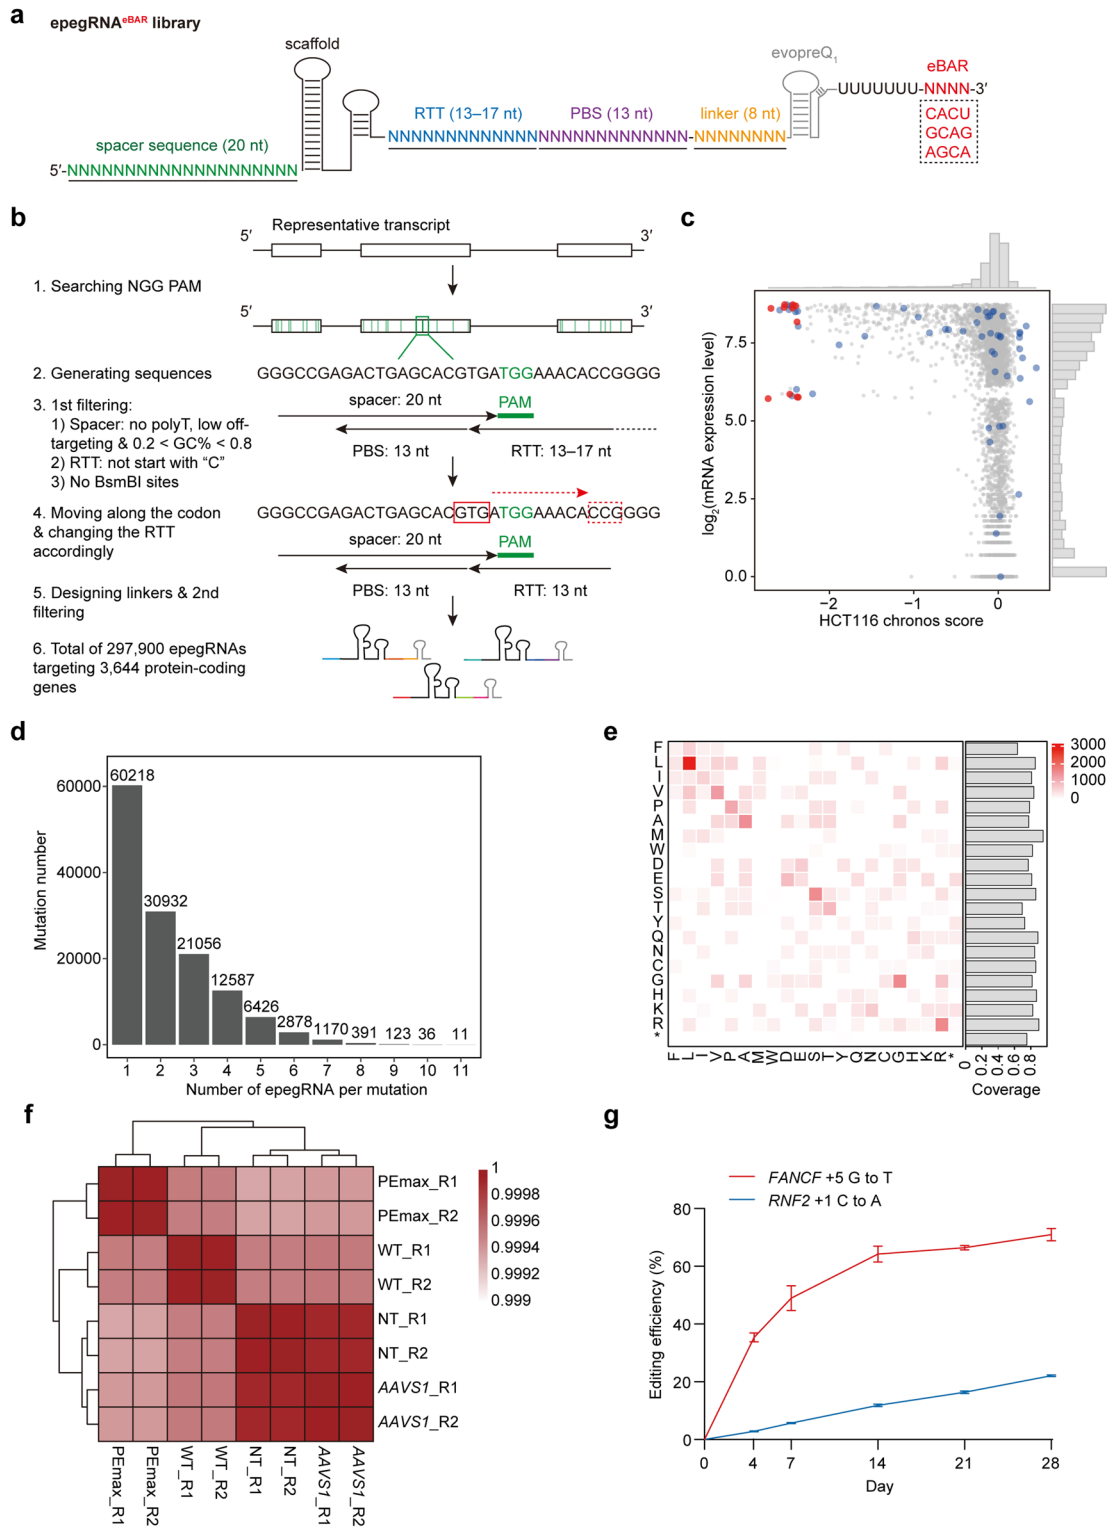 a
epegRNAeBAR library
scaffold
evopreQ1
eBAR
RTT (13–17 nt)
PBS (13 nt)
linker (8 nt)
UUUUUUU-NNNN-3′
NNNNNNNNNNNNNNNNNNNNNNNNNN-NNNNNNNN
CACU
GCAG
AGCA
spacer sequence (20 nt)
5′-NNNNNNNNNNNNNNNNNNNN
b
Representative transcript
5′
3′
1. Searching NGG PAM
5′
3′
2. Generating sequences
GGGCCGAGACTGAGCACGTGATGGAAACACCGGGG
3. 1st filtering:
1) Spacer: no polyT, low off-
targeting & 0.2 < GC% < 0.8
2) RTT: not start with “C”
3) No BsmBI sites
spacer: 20 nt
PAM
PBS: 13 nt
RTT: 13–17 nt
4. Moving along the codon
& changing the RTT
accordingly
GGGCCGAGACTGAGCACGTGATGGAAACACCGGGG
spacer: 20 nt
PAM
PBS: 13 nt
RTT: 13 nt
5. Designing linkers & 2nd
filtering
6. Total of 297,900 epegRNAs
targeting 3,644 protein-coding
genes
c
log2(mRNA expression level)
7.5
5.0
2.5
0.0
−2
−1
0
HCT116 chronos score
d
Mutation number
60000
40000
20000
0
60218
30932
21056
12587
6426
2878
1170
391
123
36
11
1 2 3 4 5 6 7 8 9 10 11
Number of epegRNA per mutation
e
F
L
I
V
P
A
M
W
D
E
S
T
Y
Q
N
C
G
H
K
R
*
F L I V P A M W D E S T Y Q N C G H K R *
3000
2000
1000
0
0 0.2 0.4 0.6 0.8
Coverage
f
PEmax_R1
PEmax_R2
WT_R1
WT_R2
NT_R1
NT_R2
AAVS1_R1
AAVS1_R2
PEmax_R1
PEmax_R2
WT_R1
WT_R2
NT_R1
NT_R2
AAVS1_R1
AAVS1_R2
1
0.9998
0.9996
0.9994
0.9992
0.999
g
FANCF +5 G to T
RNF2 +1 C to A
Editing efficiency (%)
80
60
40
20
0
0 4 7 14 21 28
Day